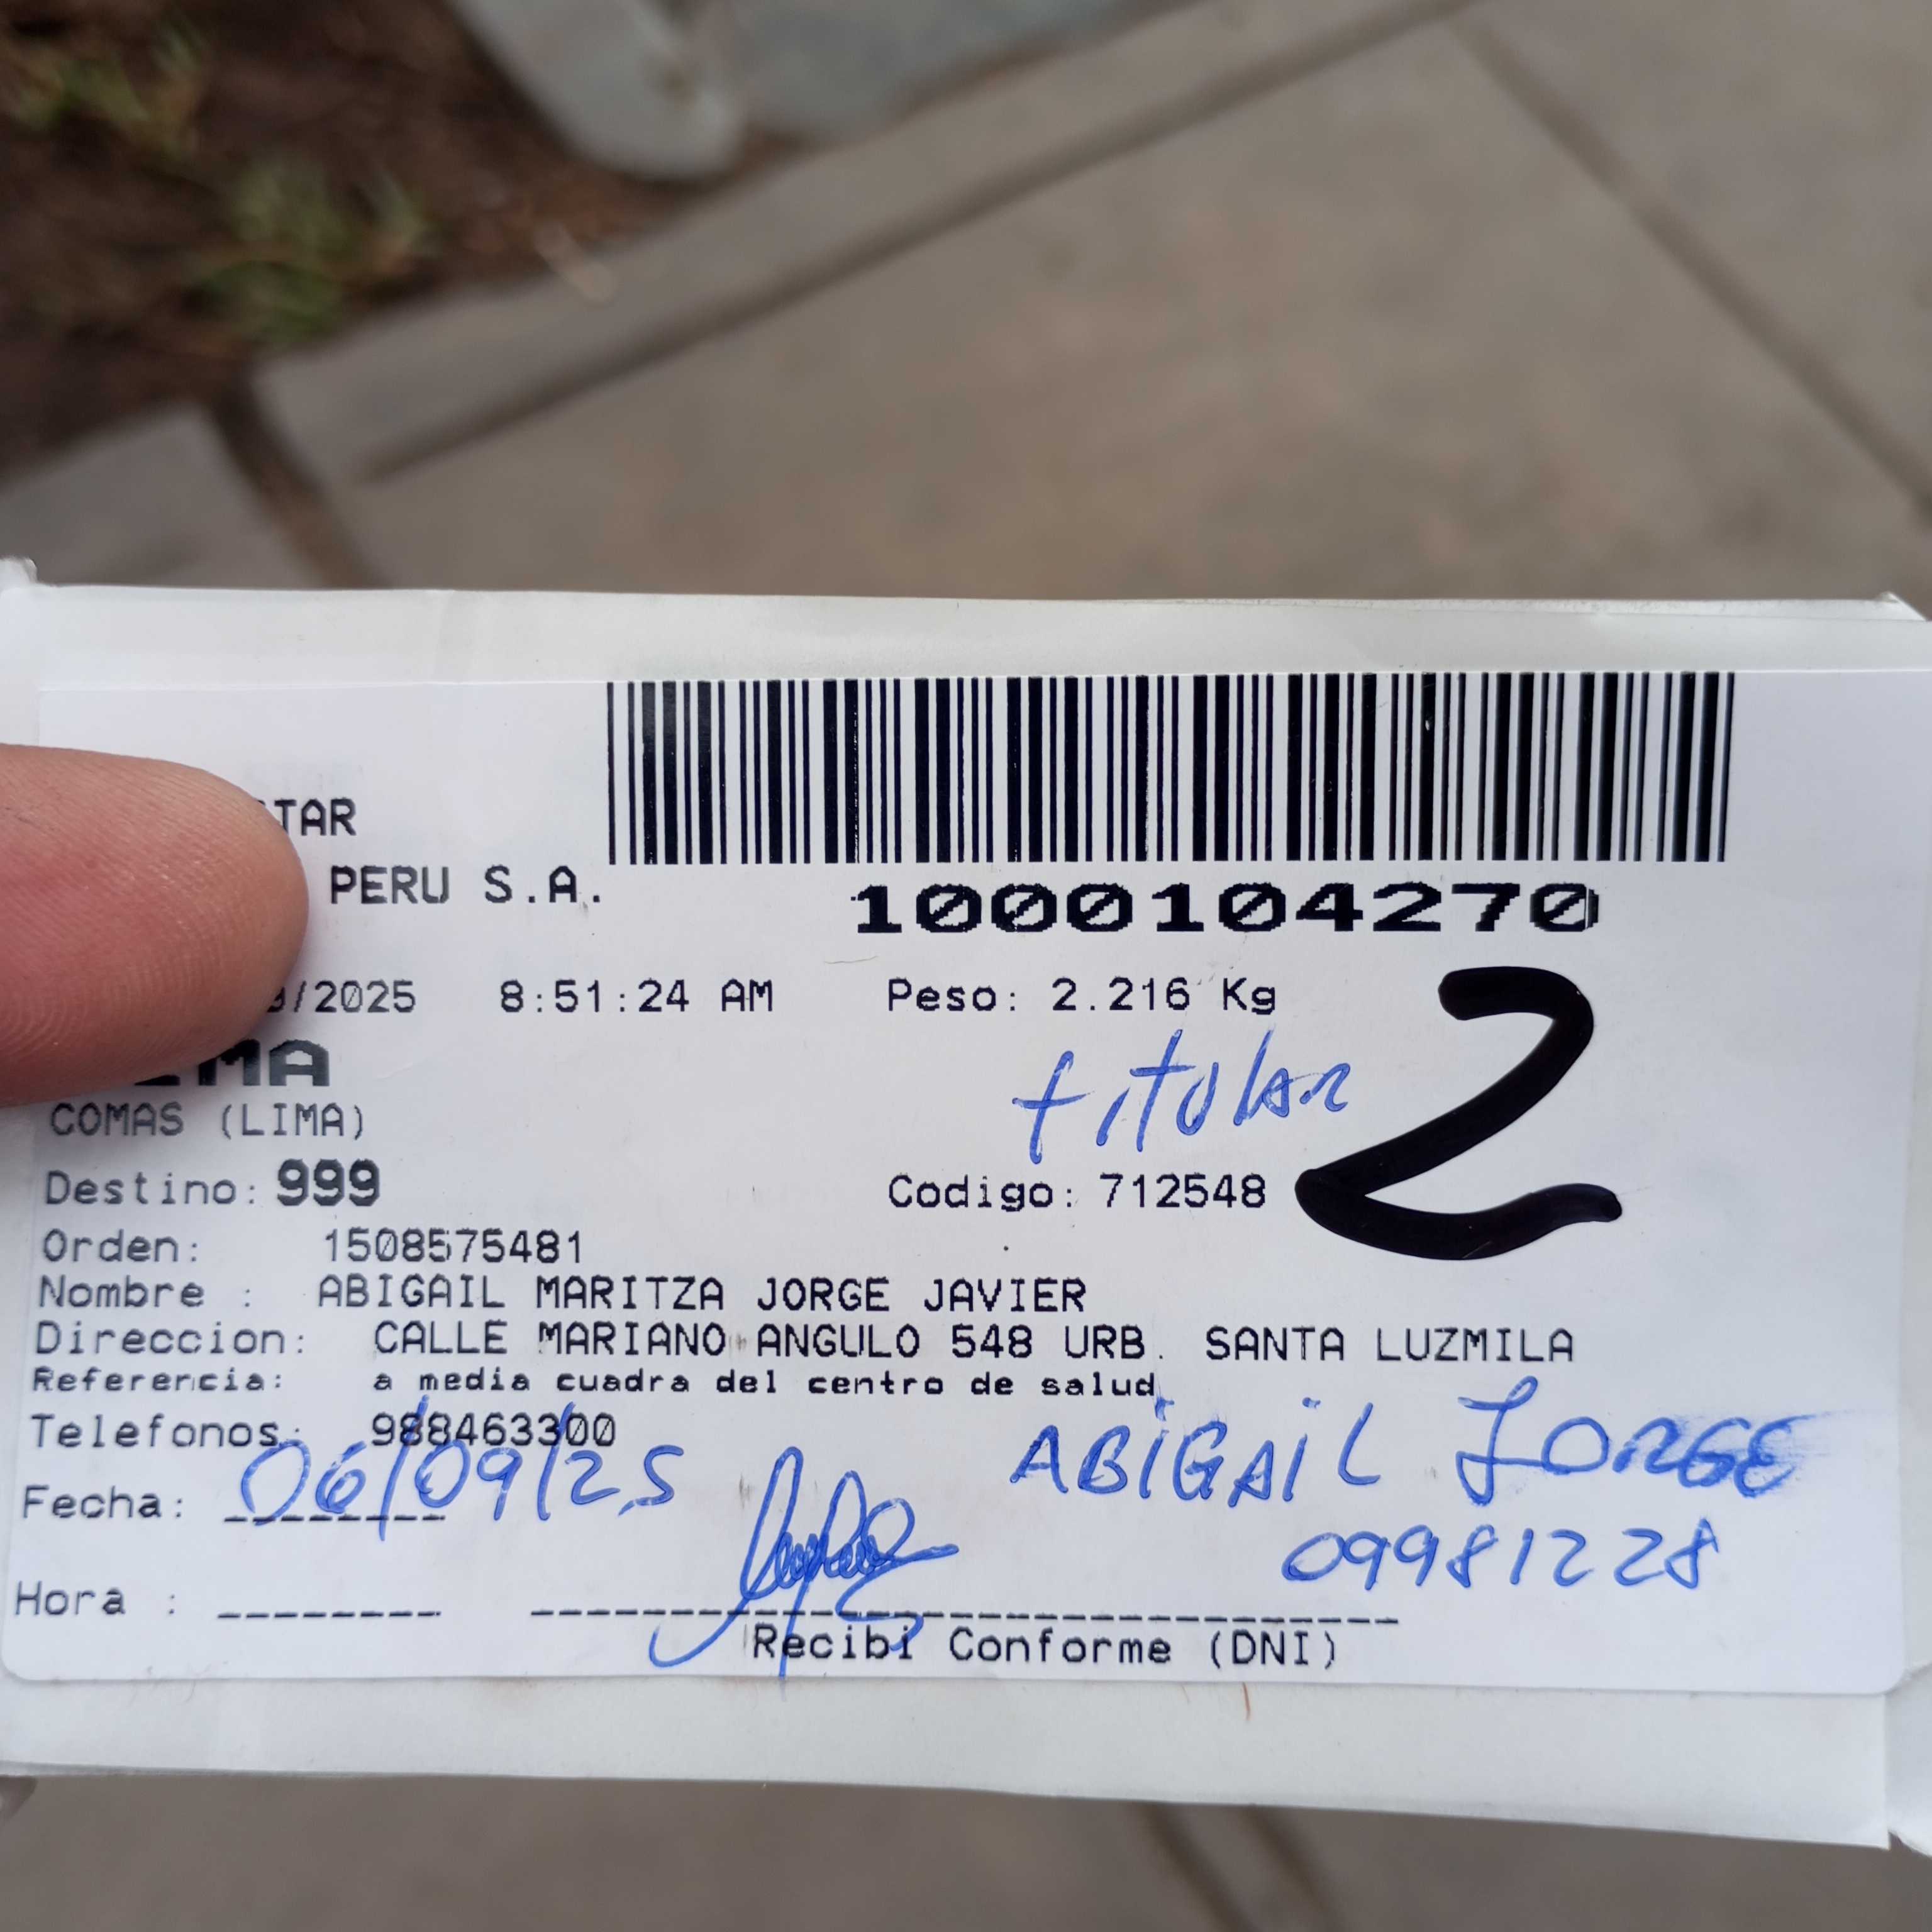 PERU S.A.
1000104270
/2025 8:51:24 AM Peso: 2.216 Kg
2
titular
COMAS (LIMA)
Destino: 999 Codigo: 712548
Orden: 1508575481
Nombre : ABIGAIL MARITZA JORGE JAVIER
Direccion: CALLE MARIANO ANGULO 548 URB. SANTA LUZMILA
Referencia: a media cuadra del centro de salud
Telefonos: 988463300
ABIGAIL JORGE
Fecha: 06/09/25
09981228
Hora :
Recibi Conforme (DNI)